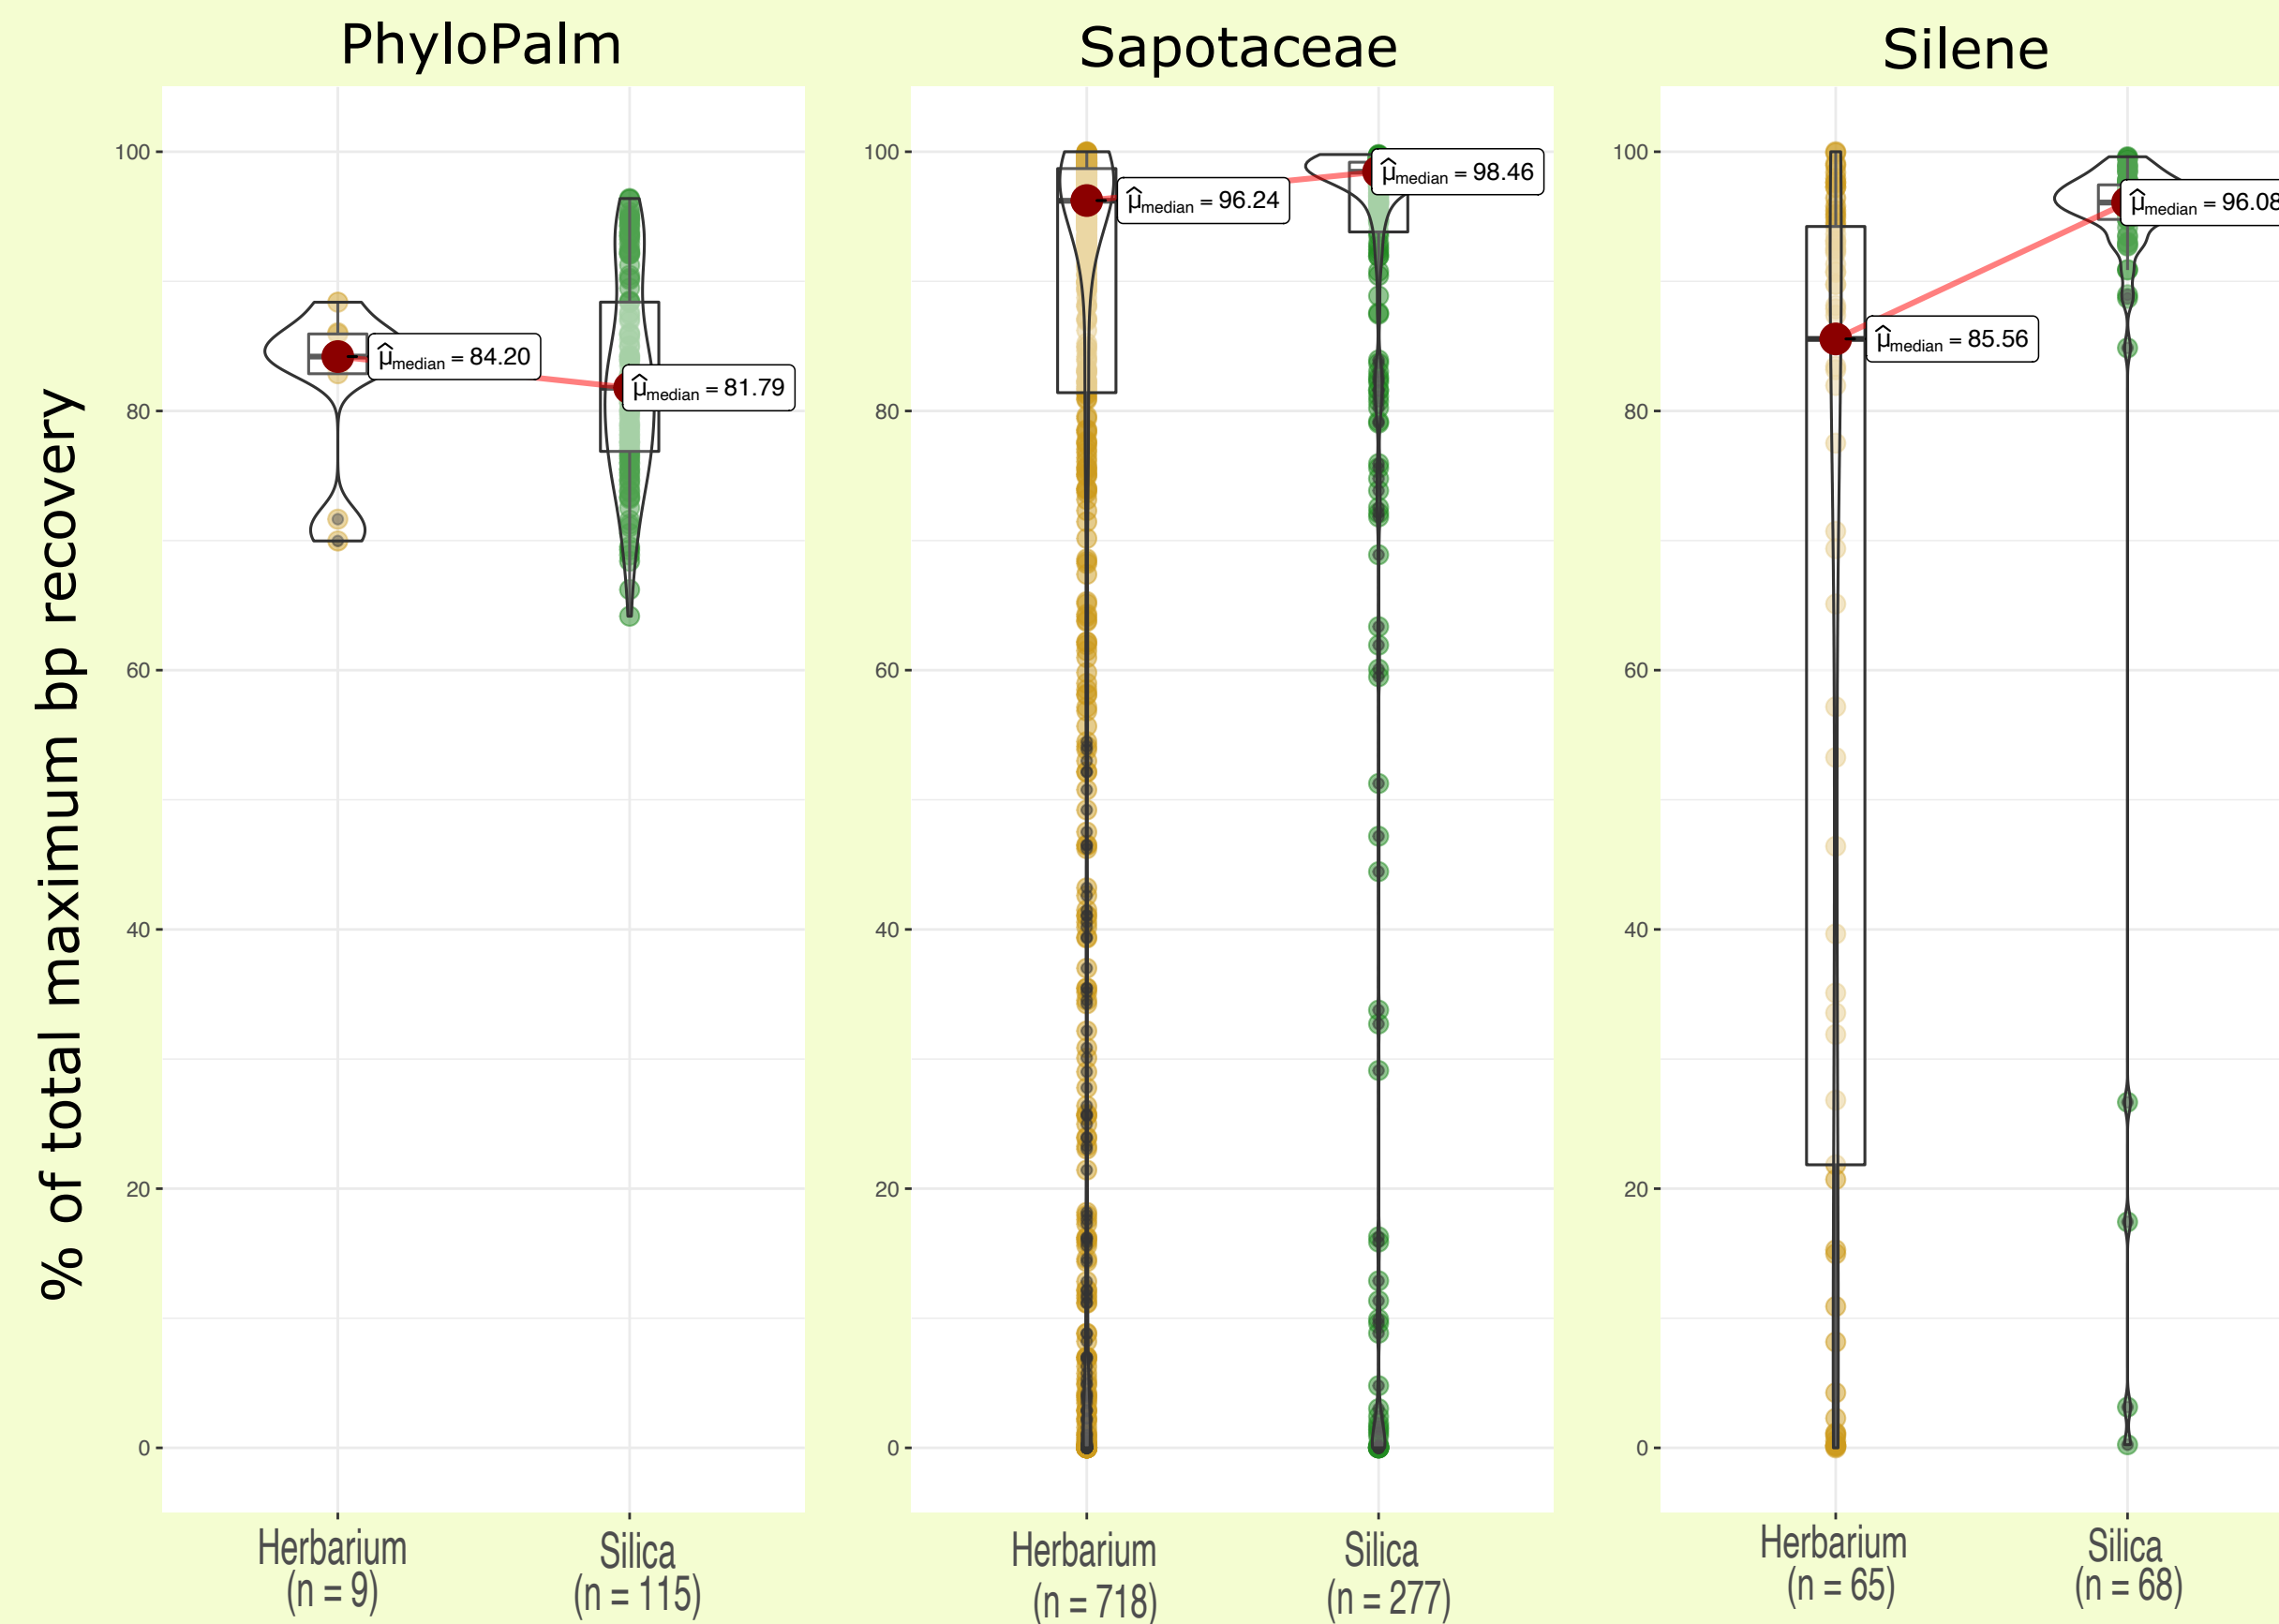 PhyloPalm
Sapotaceae
Silene
% of total maximum bp recovery
100
80
60
40
20
0
μ̂median = 84.20
μ̂median = 81.79
Herbarium
(n = 9)
Silica
(n = 115)
100
80
60
40
20
0
μ̂median = 96.24
μ̂median = 98.46
Herbarium
(n = 718)
Silica
(n = 277)
100
80
60
40
20
0
μ̂median = 85.56
μ̂median = 96.08
Herbarium
(n = 65)
Silica
(n = 68)